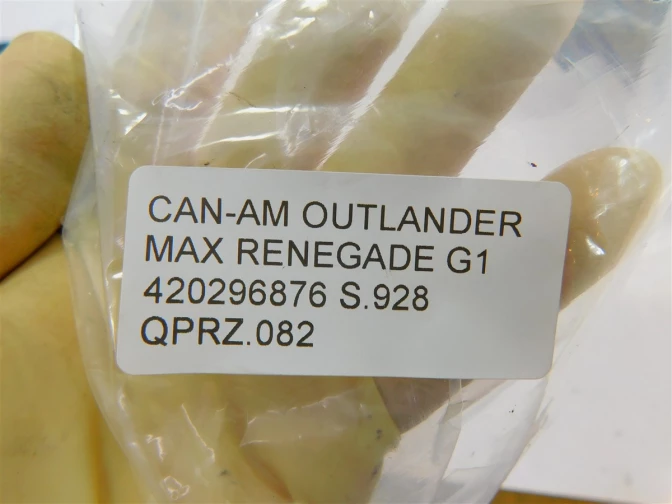 CAN-AM OUTLANDER
MAX RENEGADE G1
420296876 S.928
QPRZ.082